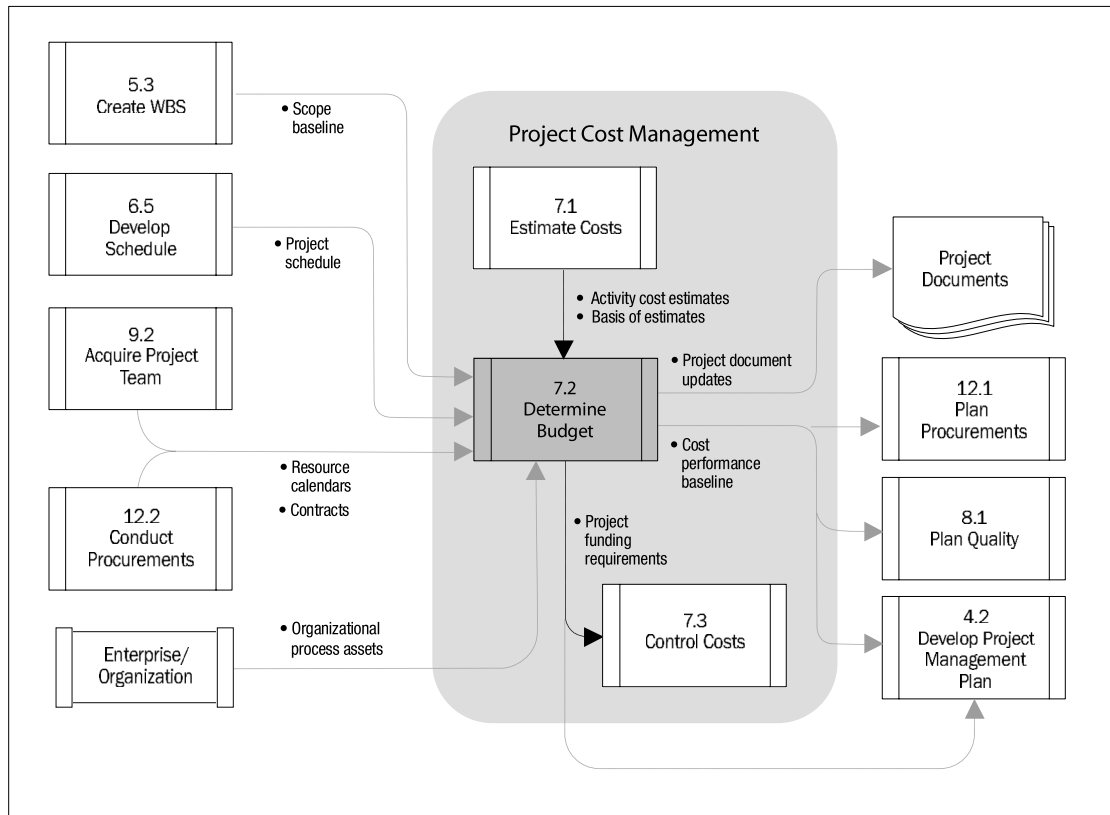 5.3
Create WBS
• Scope
baseline
Project Cost Management
6.5
Develop
Schedule
• Project
schedule
7.1
Estimate Costs
• Activity cost estimates
• Basis of estimates
Project
Documents
9.2
Acquire Project
Team
7.2
Determine
Budget
• Project document
updates
12.1
Plan
Procurements
• Cost
performance
baseline
• Resource
calendars
• Contracts
12.2
Conduct
Procurements
• Project
funding
requirements
8.1
Plan Quality
7.3
Control Costs
4.2
Develop Project
Management
Plan
Enterprise/
Organization
• Organizational
process assets